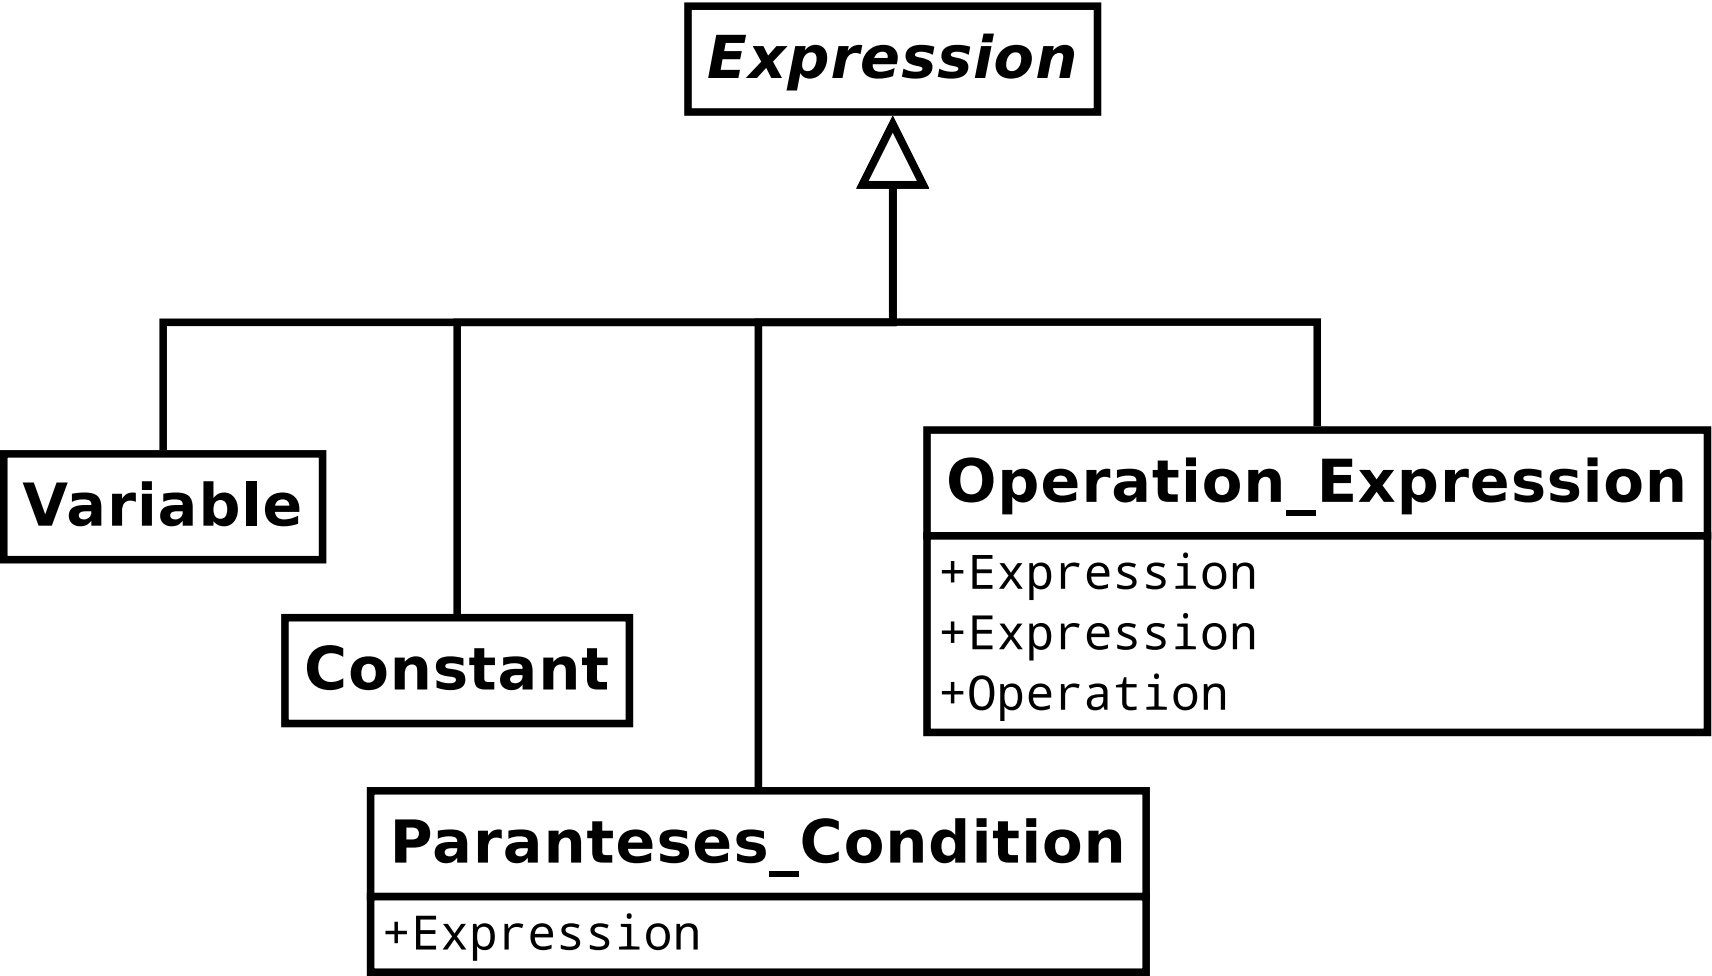 Expression
Variable
Constant
Paranteses_Condition
+Expression
Operation_Expression
+Expression
+Expression
+Operation